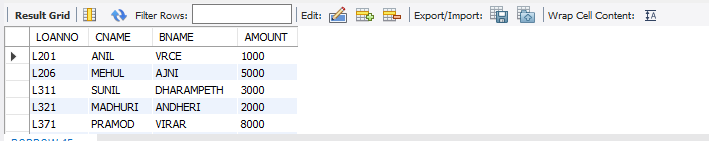 Result Grid Filter Rows: Edit: Export/Import: Wrap Cell Content:
LOANNO CNAME BNAME AMOUNT
L201 ANIL VRCE 1000
L206 MEHUL AJNI 5000
L311 SUNIL DHARAMPETH 3000
L321 MADHURI ANDHERI 2000
L371 PRAMOD VIRAR 8000